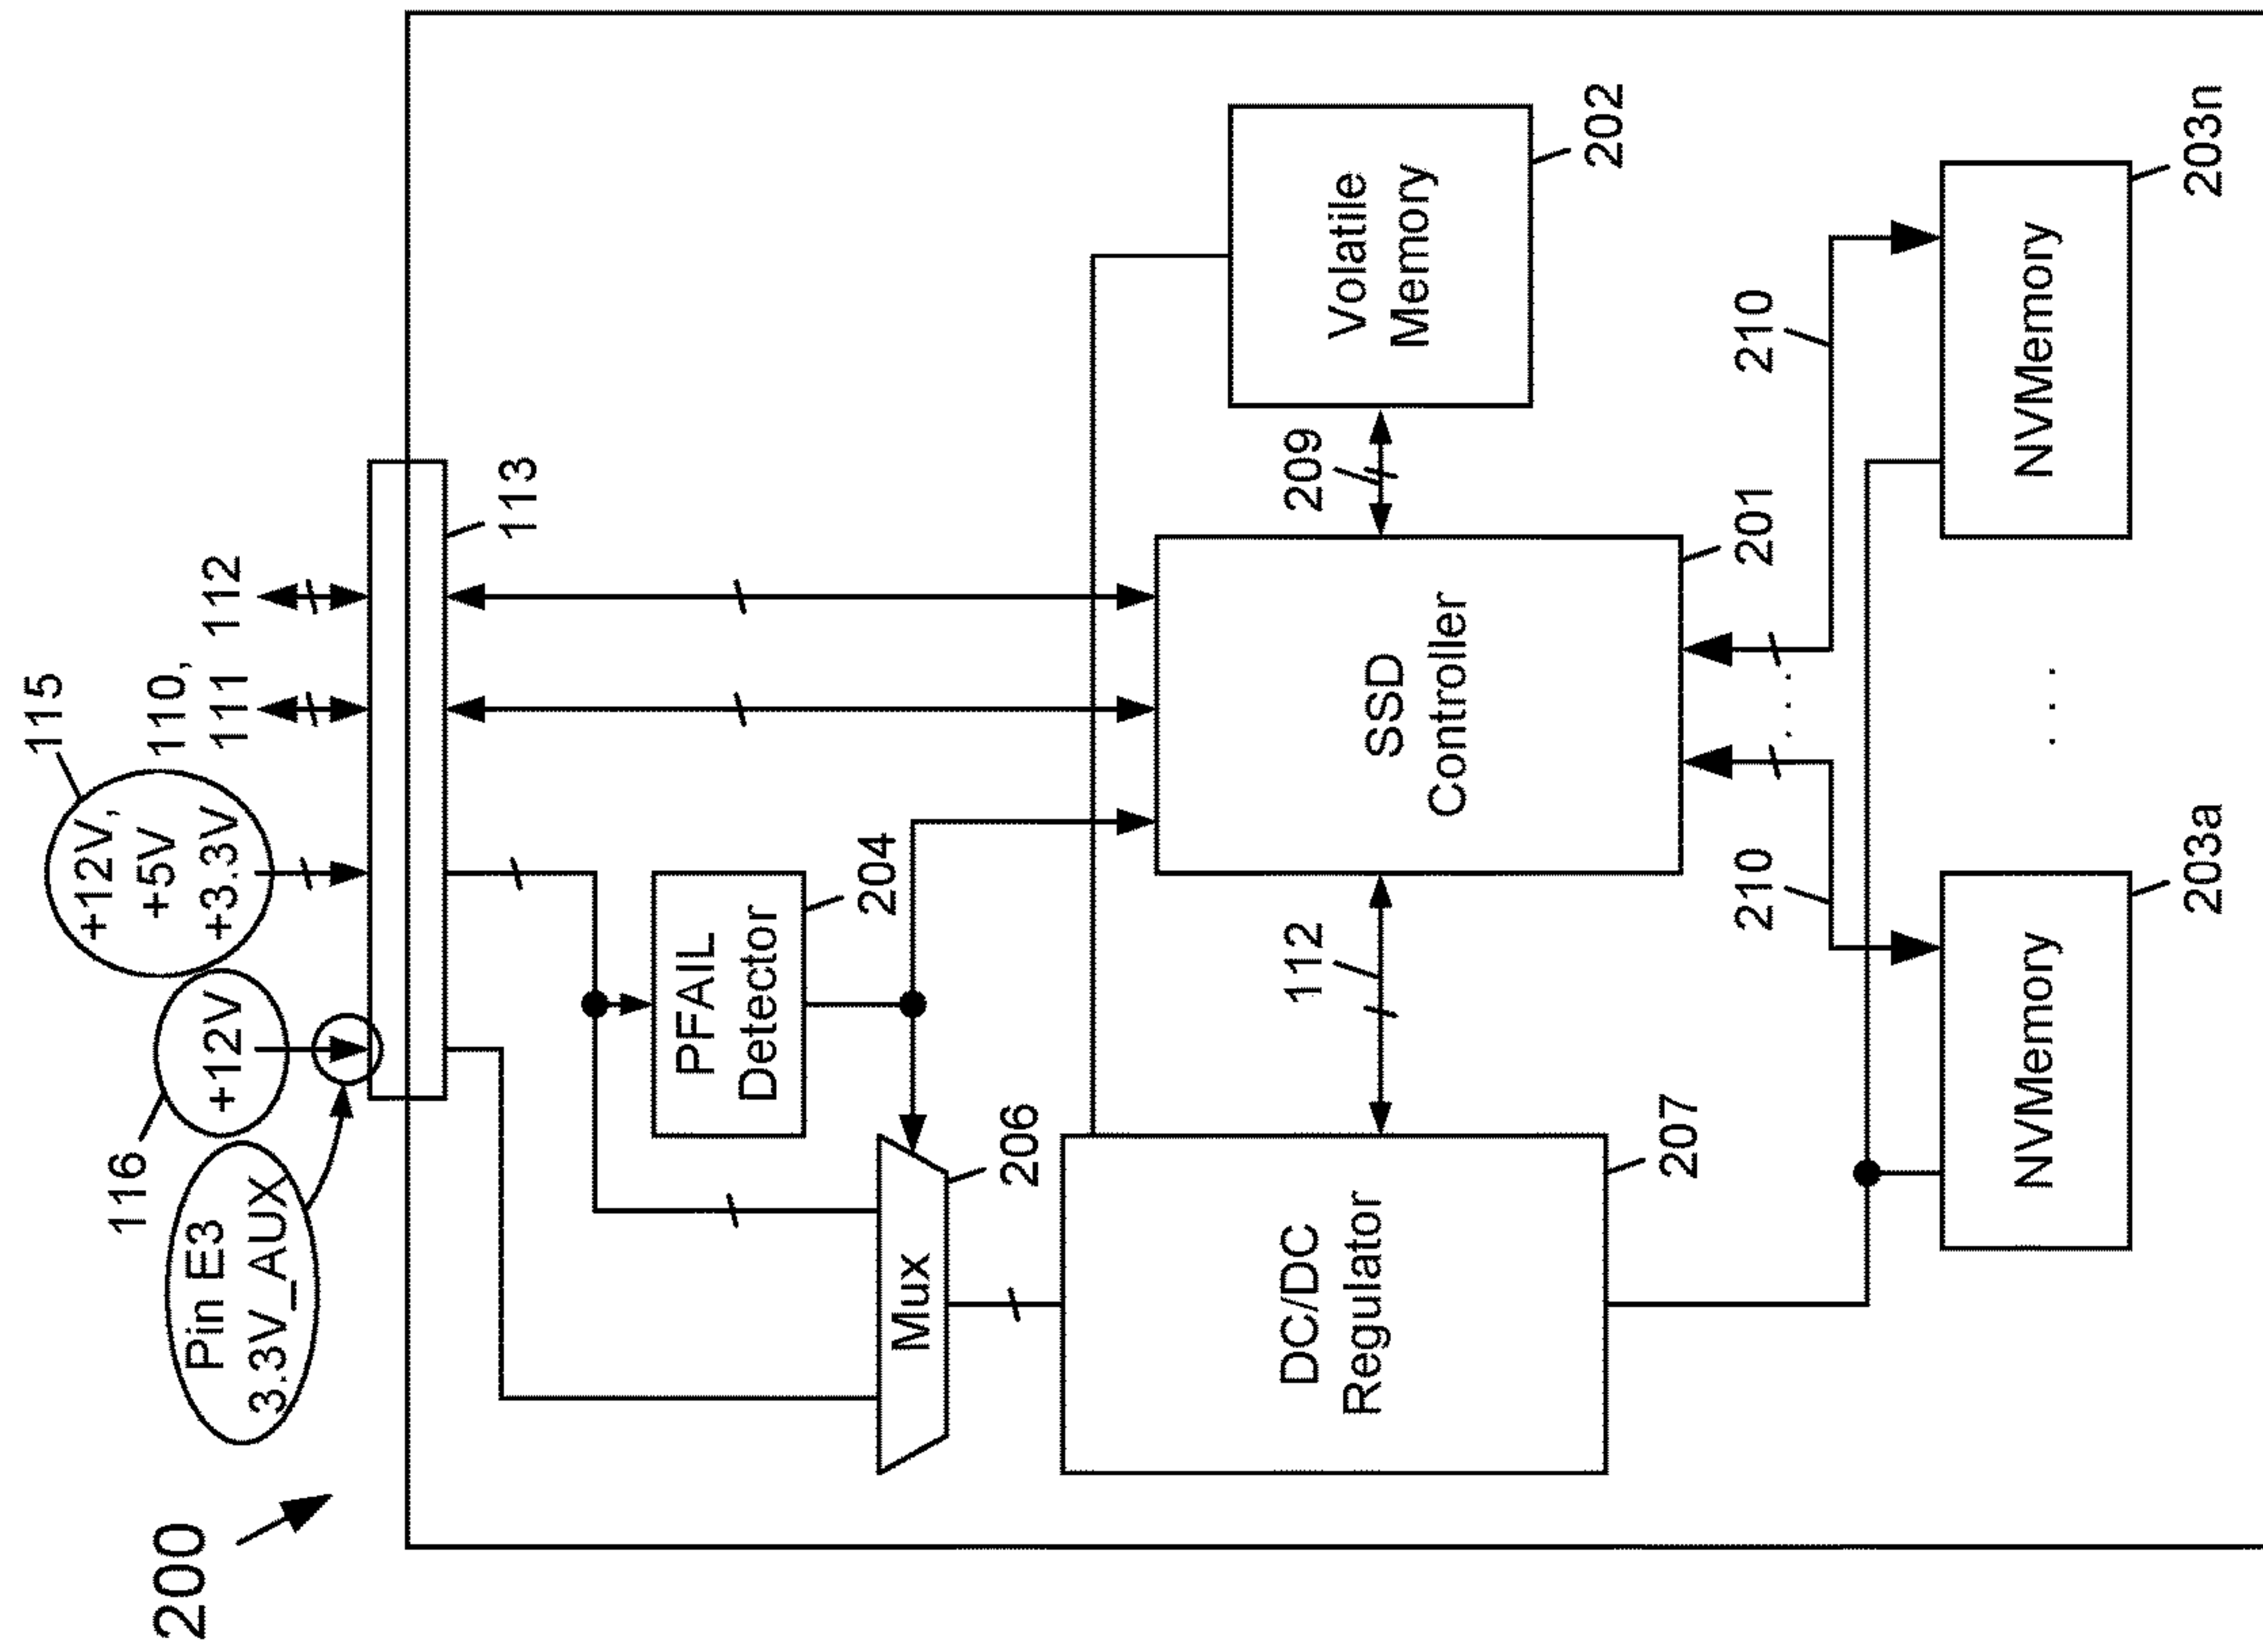 200
Pin E3
3.3V_AUX
116
+12V
115
+12V,
+5V
+3.3V
110,
111
112
113
PFAIL
Detector
204
Mux
206
DC/DC
Regulator
207
112
SSD
Controller
201
209
Volatile
Memory
202
210
210
NVMemory
203a
. . .
. . .
NVMemory
203n